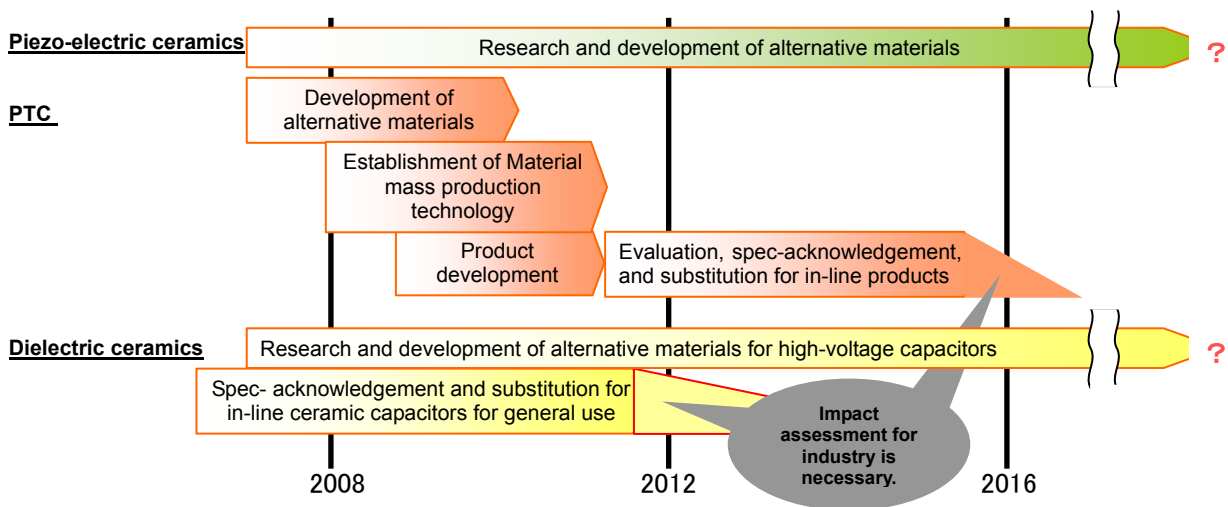 Piezo-electric ceramics
Research and development of alternative materials
?
PTC
Development of
alternative materials
Establishment of Material
mass production
technology
Product
development
Evaluation, spec-acknowledgement,
and substitution for in-line products
Dielectric ceramics
Research and development of alternative materials for high-voltage capacitors
?
Spec- acknowledgement and substitution for
in-line ceramic capacitors for general use
Impact
assessment for
industry is
necessary.
2008
2012
2016